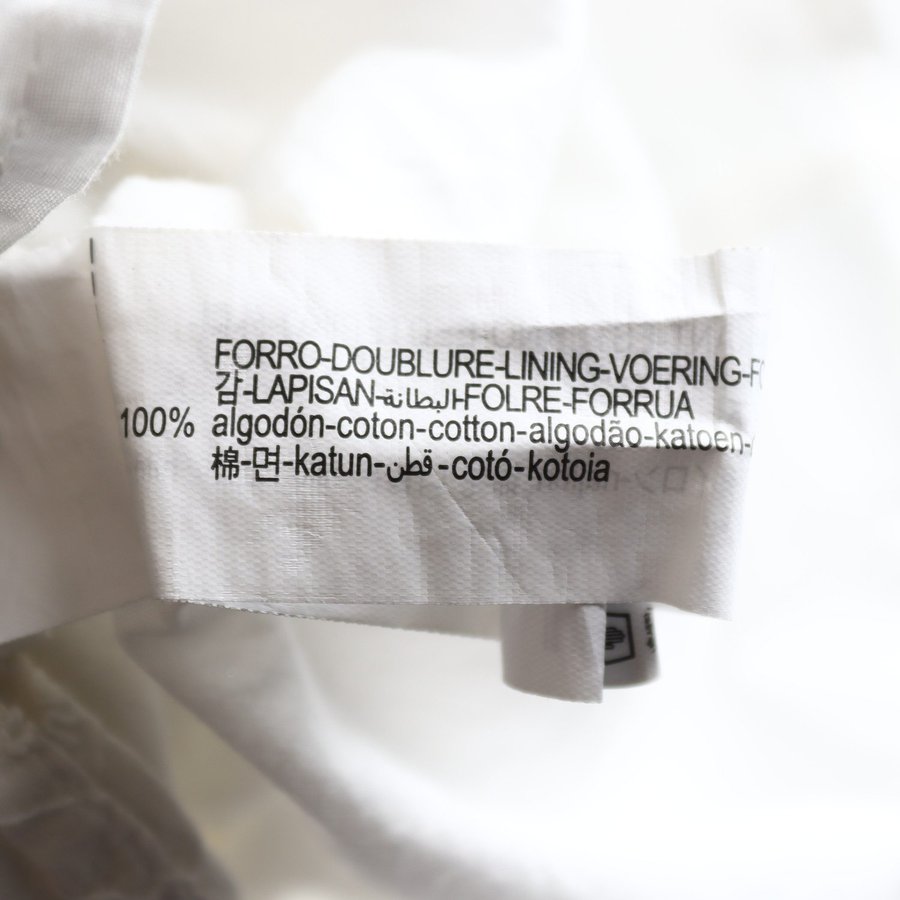 FORRO-DOUBLURE-LINING-VOERING-
감-LAPISAN-البطانة-FOLRE-FORRUA
100% algodón-coton-cotton-algodão-katoen-
棉-면-katun-قطن-cotó-kotoia